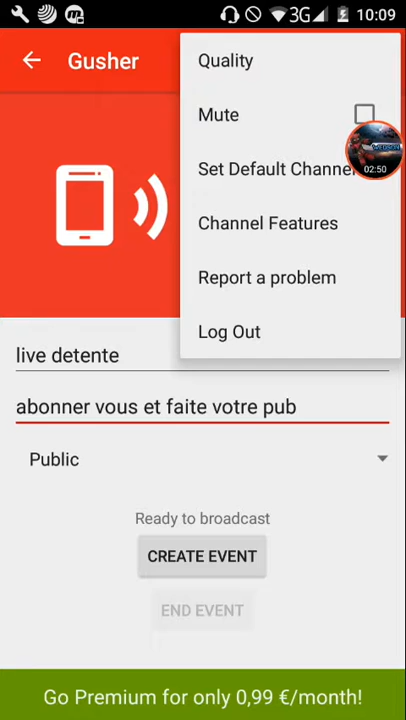 3G 10:09
Gusher
Quality
Mute
Set Default Channel
02:50
Channel Features
Report a problem
Log Out
live detente
abonner vous et faite votre pub
Public
Ready to broadcast
CREATE EVENT
END EVENT
Go Premium for only 0,99 €/month!